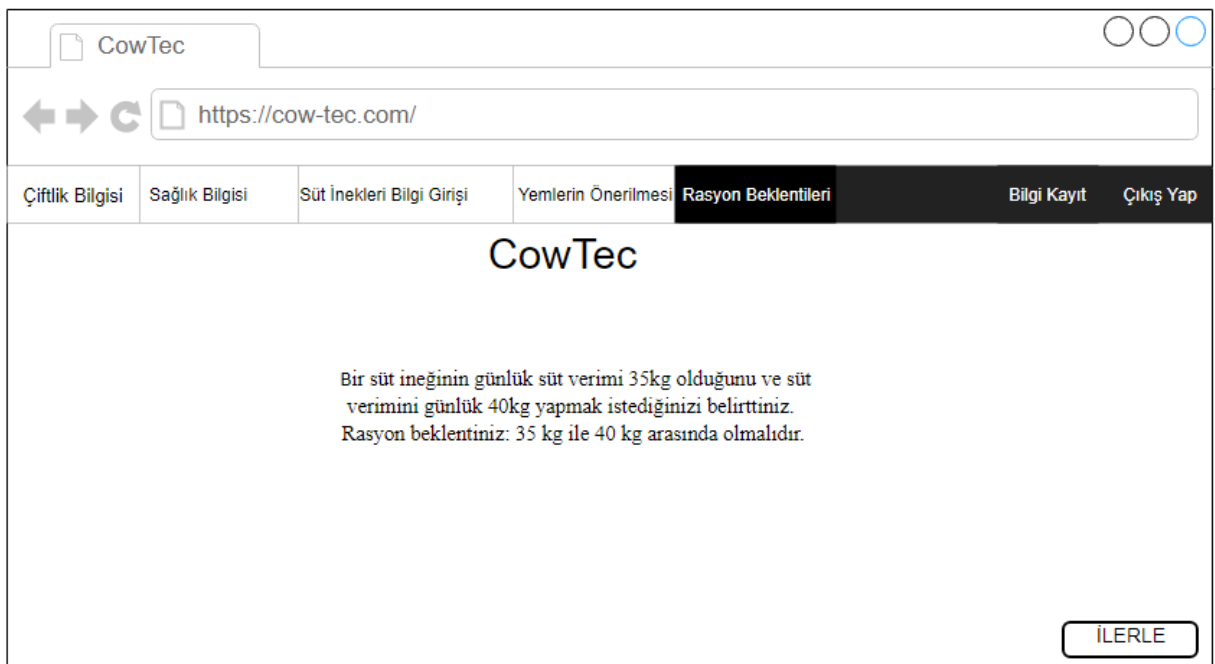 CowTec
https://cow-tec.com/
Çiftlik Bilgisi Sağlık Bilgisi Süt İnekleri Bilgi Girişi Yemlerin Önerilmesi Rasyon Beklentileri Bilgi Kayıt Çıkış Yap
CowTec
Bir süt ineğinin günlük süt verimi 35kg olduğunu ve süt
verimini günlük 40kg yapmak istediğinizi belirttiniz.
Rasyon beklentiniz: 35 kg ile 40 kg arasında olmalıdır.
İLERLE